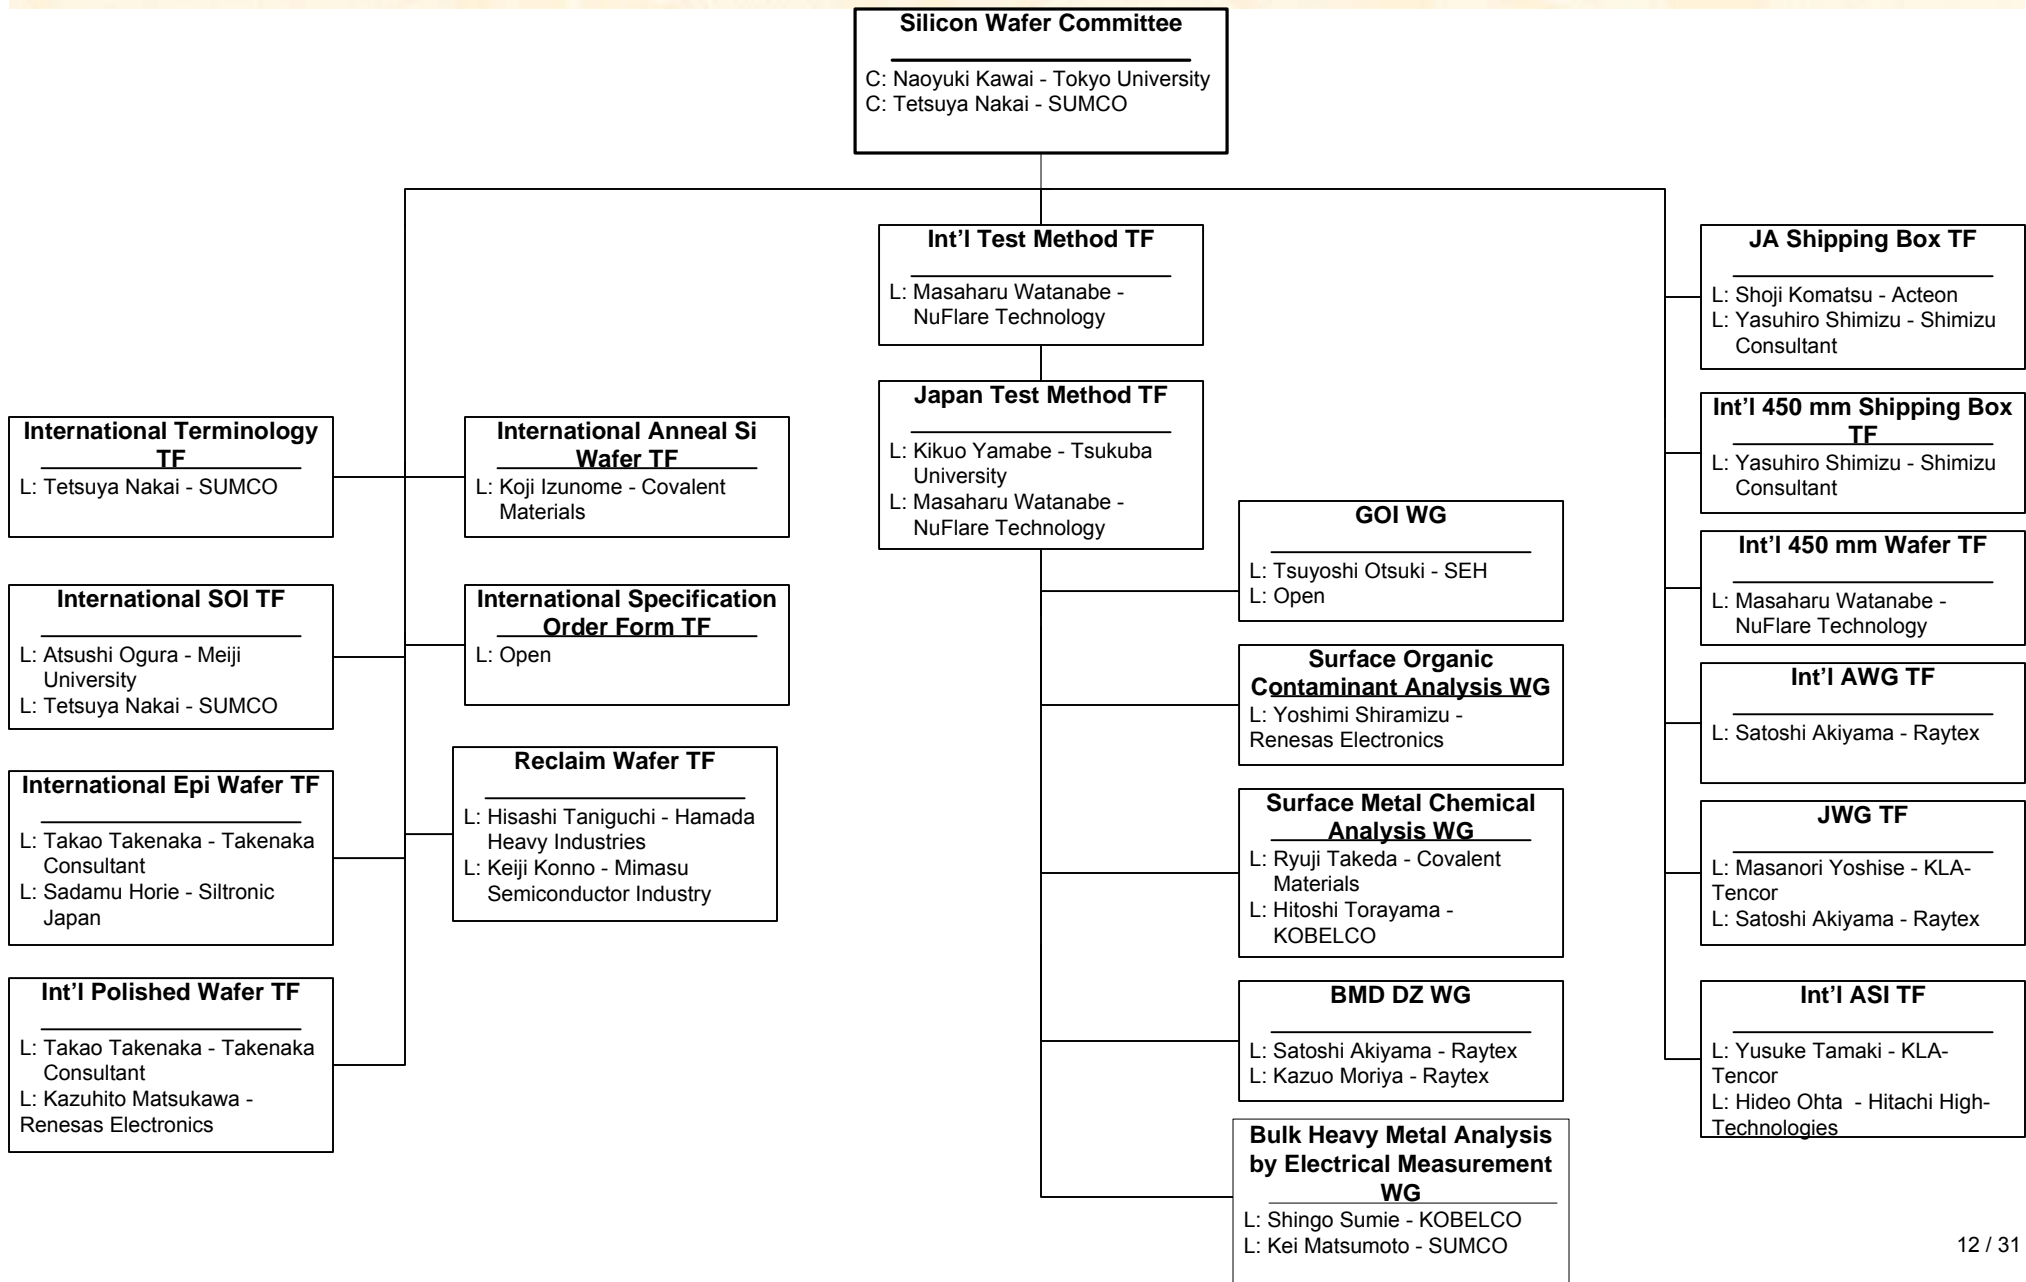 Silicon Wafer Committee
C: Naoyuki Kawai - Tokyo University
C: Tetsuya Nakai - SUMCO
International Terminology
TF
L: Tetsuya Nakai - SUMCO
International SOI TF
L: Atsushi Ogura - Meiji
University
L: Tetsuya Nakai - SUMCO
International Epi Wafer TF
L: Takao Takenaka - Takenaka
Consultant
L: Sadamu Horie - Siltronic
Japan
Int'l Polished Wafer TF
L: Takao Takenaka - Takenaka
Consultant
L: Kazuhito Matsukawa -
Renesas Electronics
International Anneal Si
Wafer TF
L: Koji Izunome - Covalent
Materials
International Specification
Order Form TF
L: Open
Reclaim Wafer TF
L: Hisashi Taniguchi - Hamada
Heavy Industries
L: Keiji Konno - Mimasu
Semiconductor Industry
Int'l Test Method TF
L: Masaharu Watanabe -
NuFlare Technology
Japan Test Method TF
L: Kikuo Yamabe - Tsukuba
University
L: Masaharu Watanabe -
NuFlare Technology
GOI WG
L: Tsuyoshi Otsuki - SEH
L: Open
Surface Organic
Contaminant Analysis WG
L: Yoshimi Shiramizu -
Renesas Electronics
Surface Metal Chemical
Analysis WG
L: Ryuji Takeda - Covalent
Materials
L: Hitoshi Torayama -
KOBELCO
BMD DZ WG
L: Satoshi Akiyama - Raytex
L: Kazuo Moriya - Raytex
Bulk Heavy Metal Analysis
by Electrical Measurement
WG
L: Shingo Sumie - KOBELCO
L: Kei Matsumoto - SUMCO
JA Shipping Box TF
L: Shoji Komatsu - Acteon
L: Yasuhiro Shimizu - Shimizu
Consultant
Int'l 450 mm Shipping Box
TF
L: Yasuhiro Shimizu - Shimizu
Consultant
Int'l 450 mm Wafer TF
L: Masaharu Watanabe -
NuFlare Technology
Int'l AWG TF
L: Satoshi Akiyama - Raytex
JWG TF
L: Masanori Yoshise - KLA-
Tencor
L: Satoshi Akiyama - Raytex
Int'l ASI TF
L: Yusuke Tamaki - KLA-
Tencor
L: Hideo Ohta  - Hitachi High-
Technologies
12 / 31